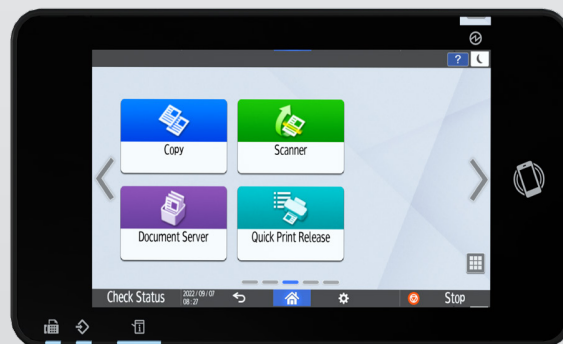 ?
Copy
Scanner
Document Server
Quick Print Release
Check Status
2022/09/07
08:27
Stop